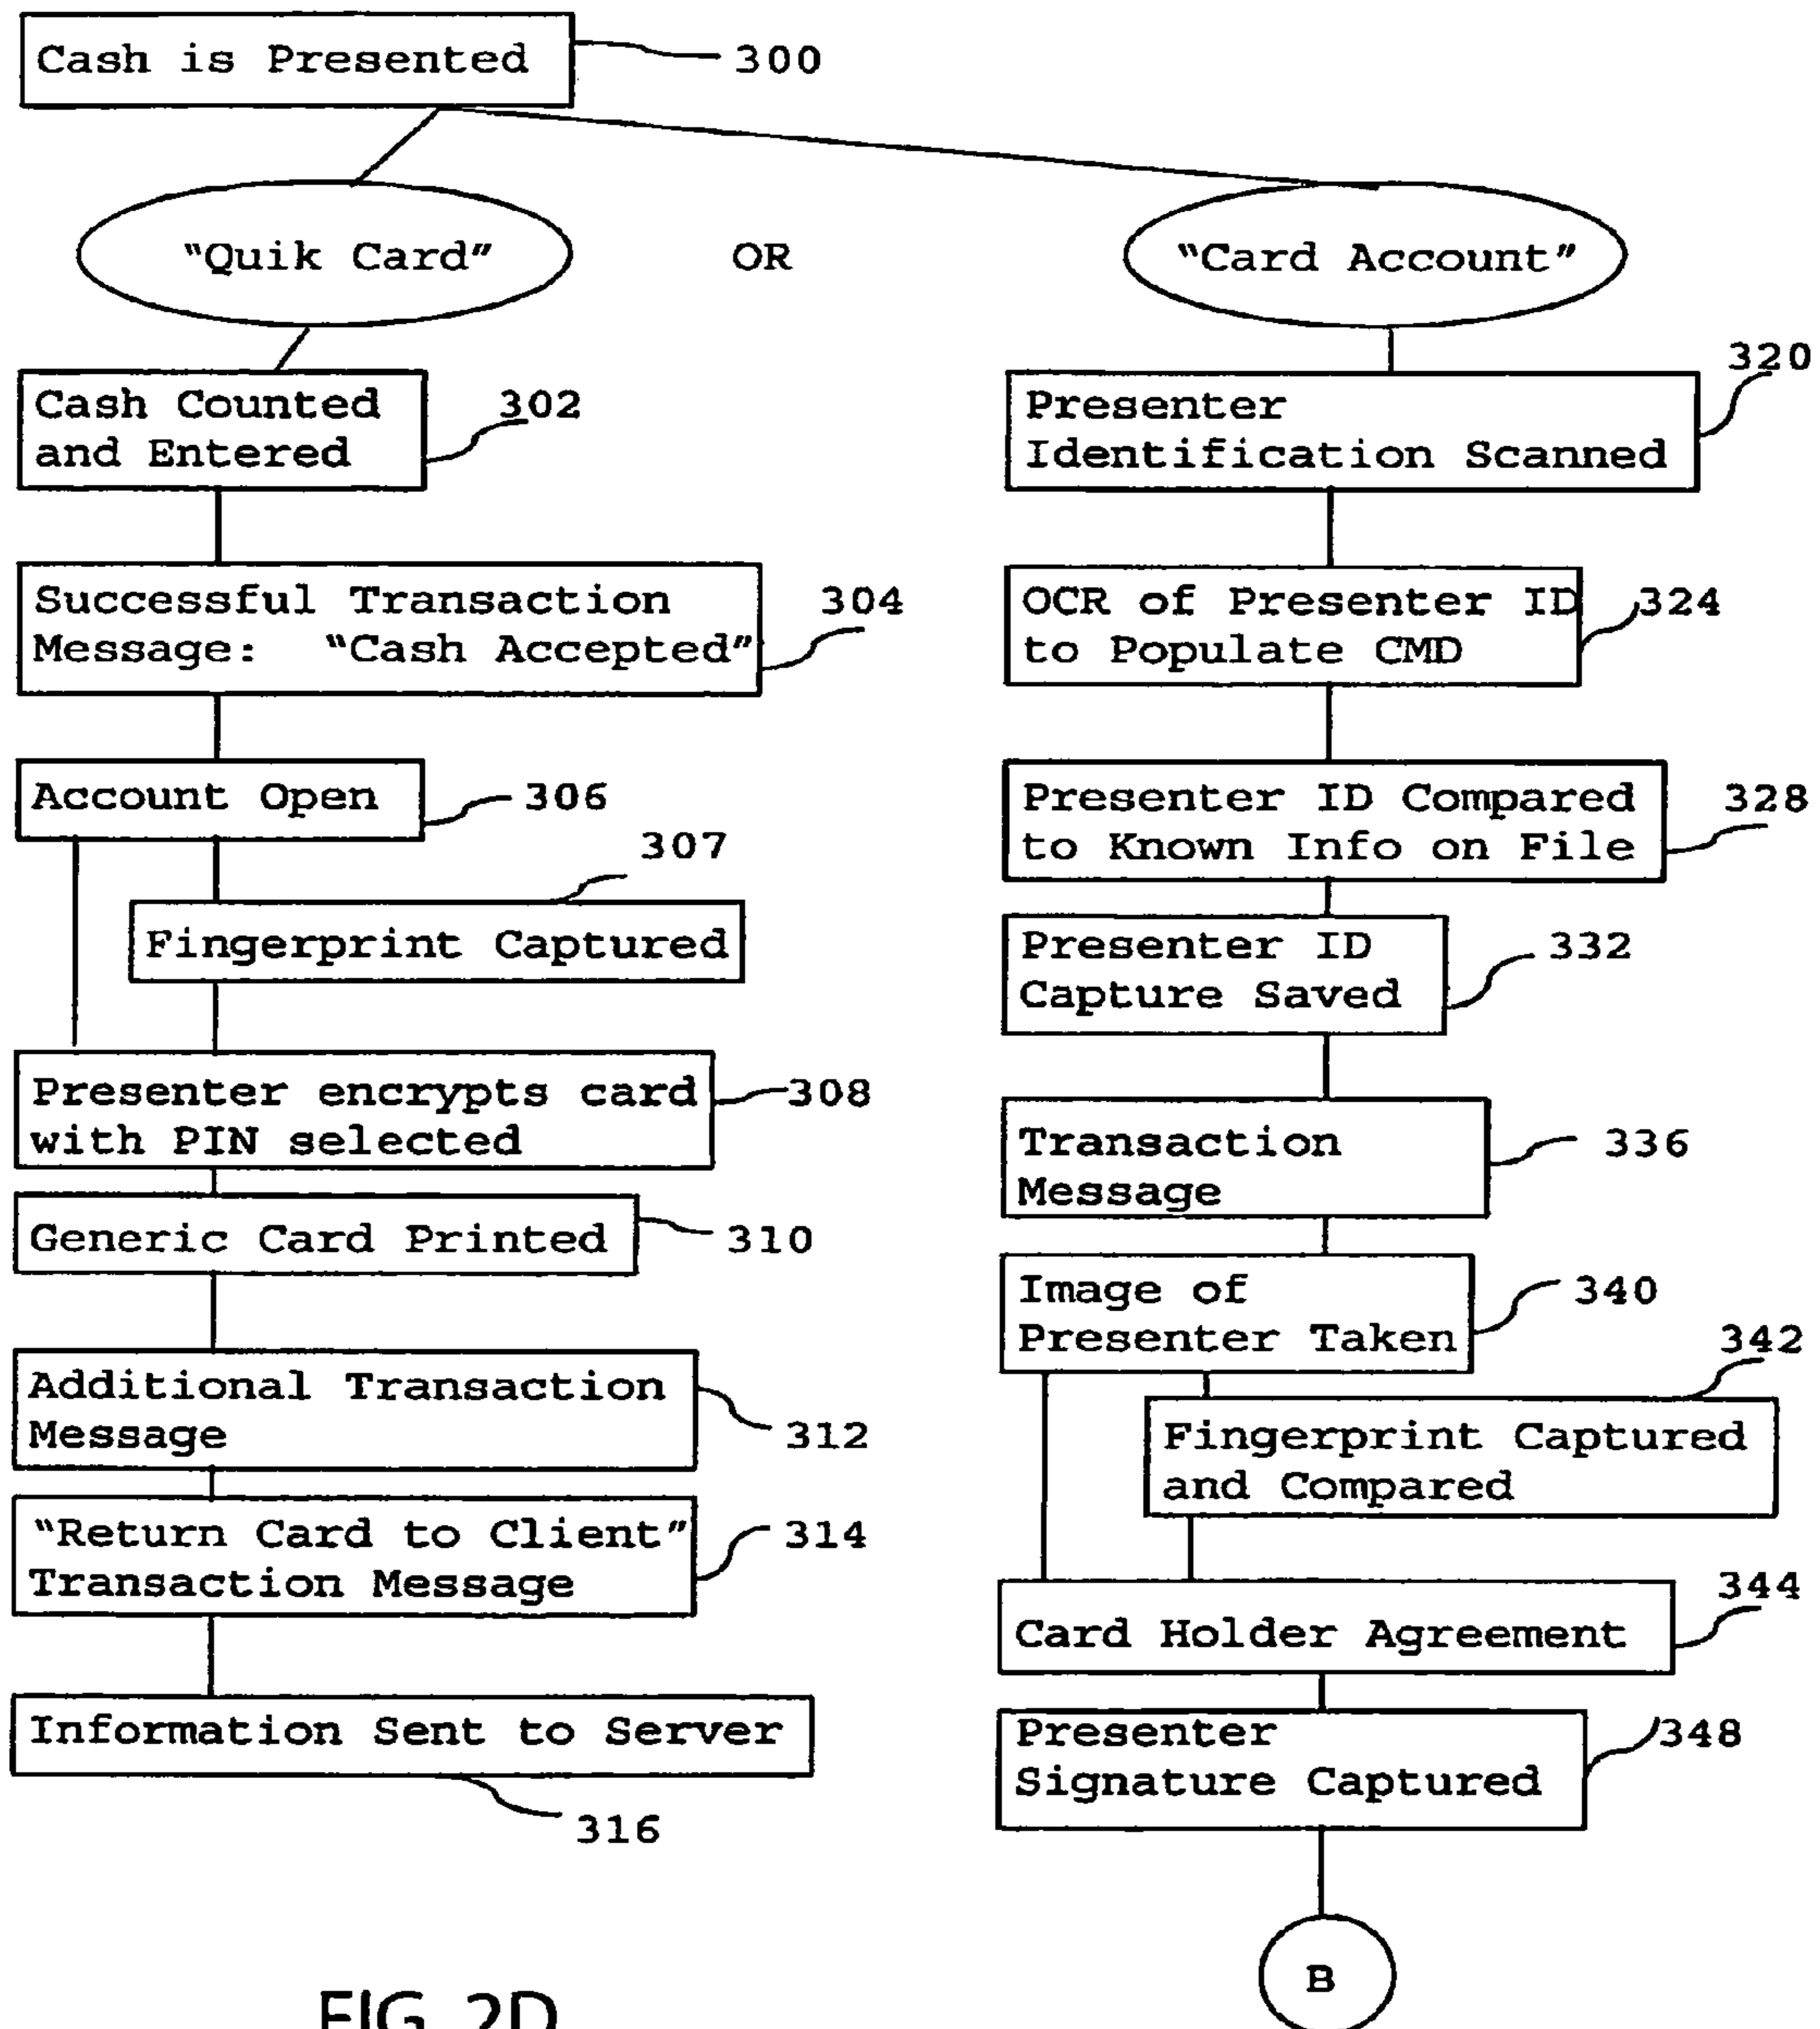 Cash is Presented
300
"Quik Card"
OR
"Card Account"
Cash Counted
and Entered
302
Successful Transaction
Message: "Cash Accepted"
304
Account Open
306
307
Fingerprint Captured
Presenter encrypts card
with PIN selected
308
Generic Card Printed
310
Additional Transaction
Message
312
"Return Card to Client"
Transaction Message
314
Information Sent to Server
316
320
Presenter
Identification Scanned
OCR of Presenter ID
to Populate CMD
324
Presenter ID Compared
to Known Info on File
328
Presenter ID
Capture Saved
332
Transaction
Message
336
Image of
Presenter Taken
340
342
Fingerprint Captured
and Compared
344
Card Holder Agreement
Presenter
Signature Captured
348
B
FIG. 2D